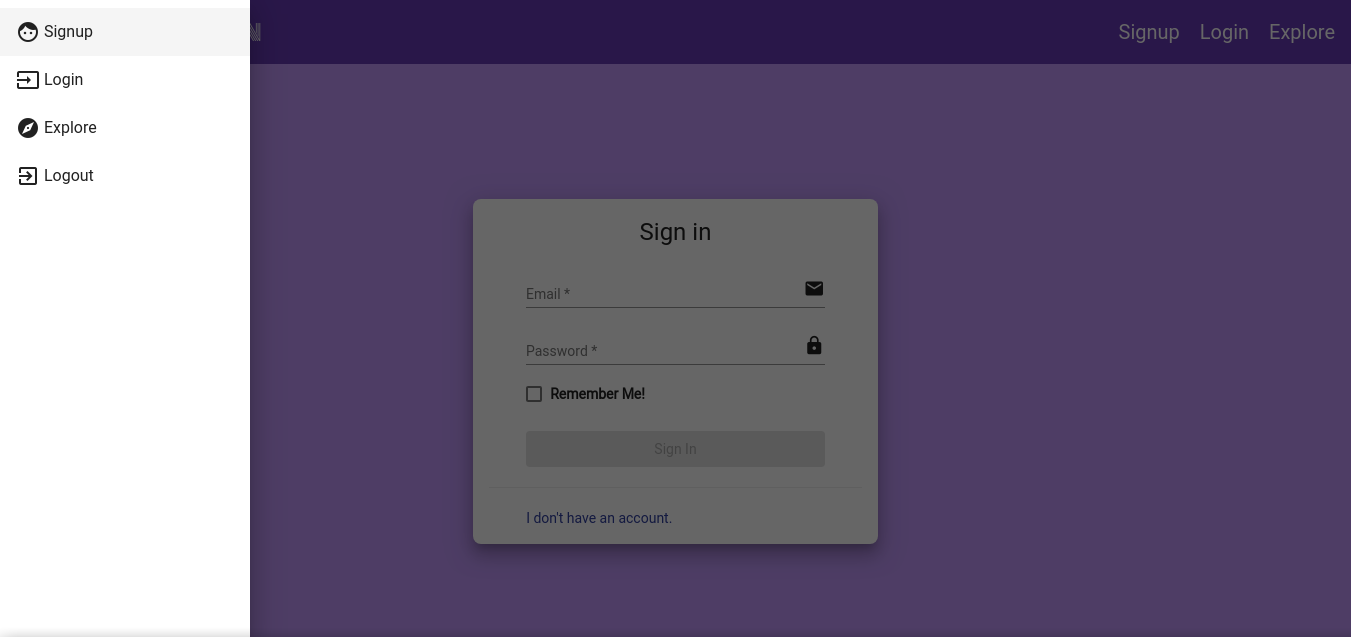 Signup
Login
Explore
Logout
Signup Login Explore
Sign in
Email *
Password *
Remember Me!
Sign In
I don't have an account.